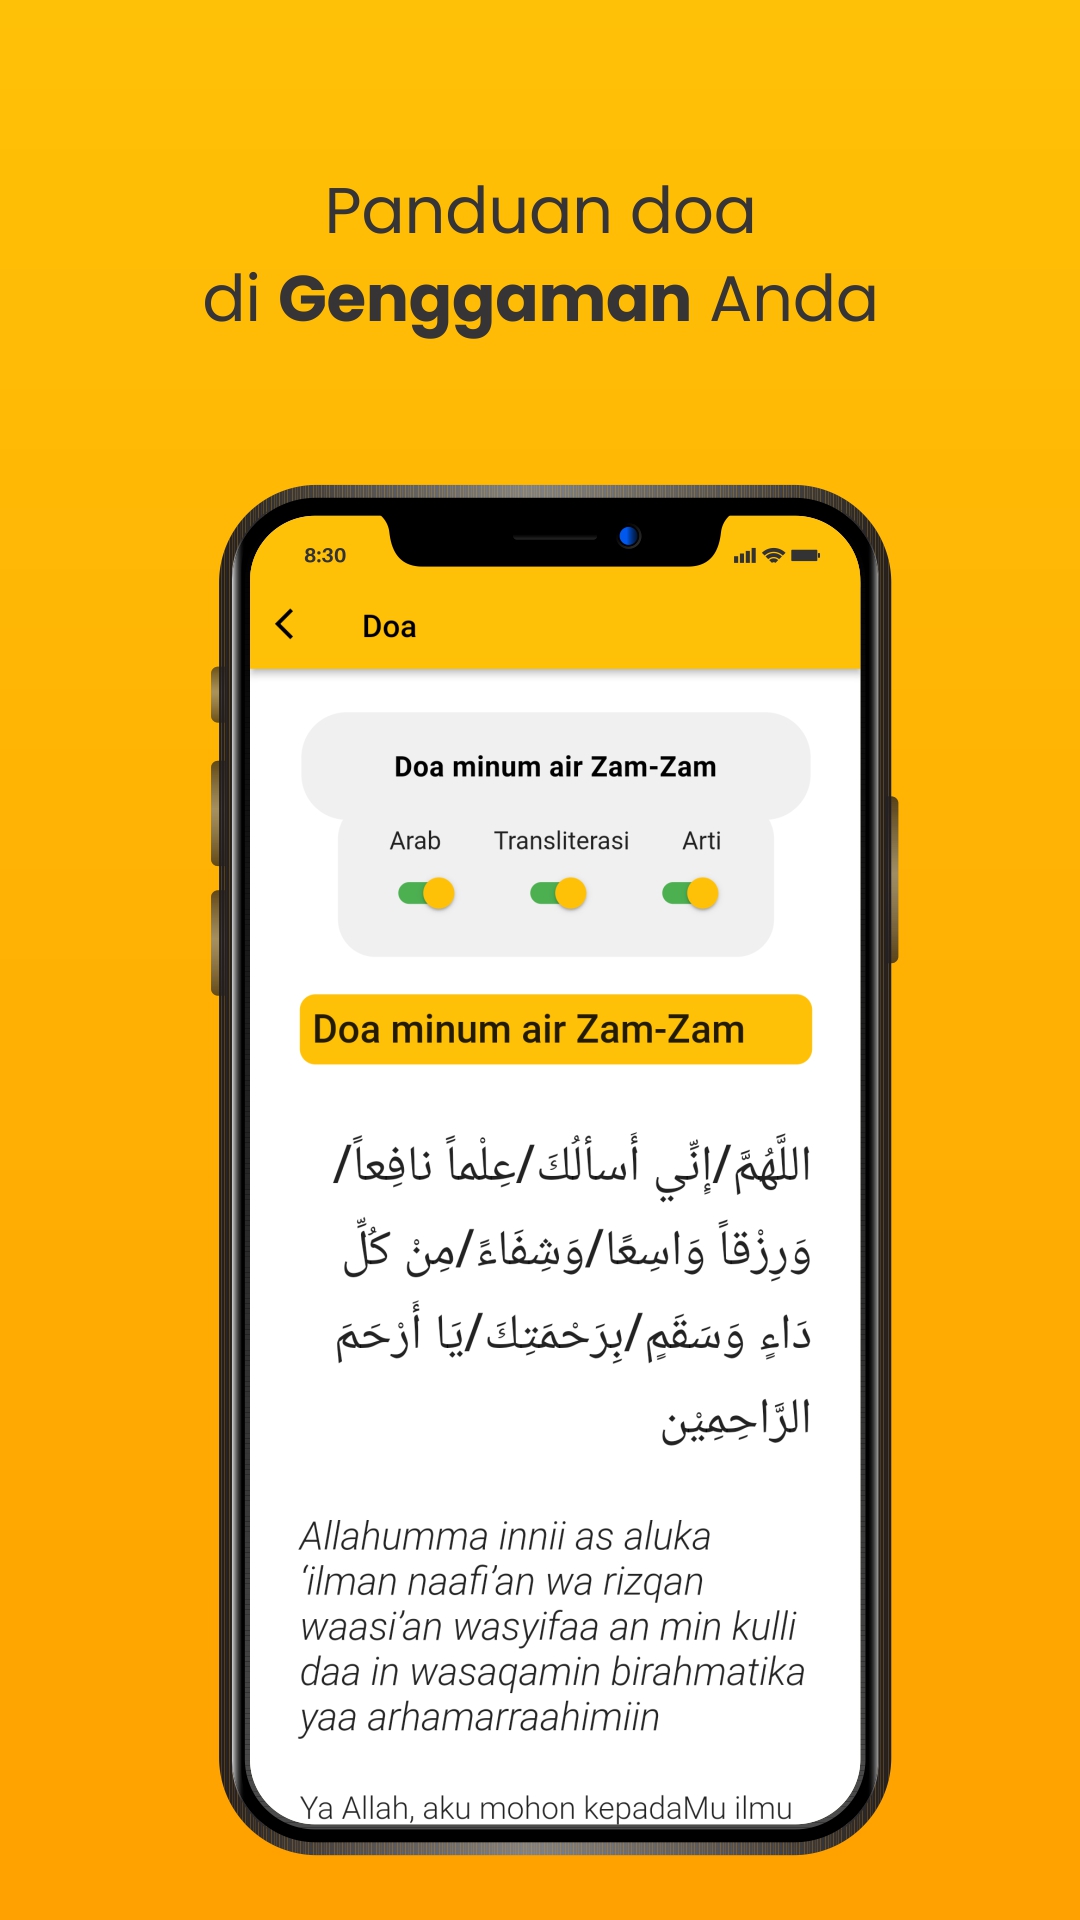 Panduan doa
di Genggaman Anda
8:30
Doa
Doa minum air Zam-Zam
Arab Transliterasi Arti
Doa minum air Zam-Zam
اللَّهُمَّ/إِنِّي أَسألُكَ/عِلْماً نافِعاً/
وَرِزْقاً وَاسِعًا/وَشِفَاءً/مِنْ كُلِّ
دَاءٍ وَسَقَمٍ/بِرَحْمَتِكَ/يَا أَرْحَمَ
الرَّاحِمِيْن
Allahumma innii as aluka
‘ilman naafi’an wa rizqan
waasi’an wasyifaa an min kulli
daa in wasaqamin birahmatika
yaa arhamarraahimiin
Ya Allah, aku mohon kepadaMu ilmu